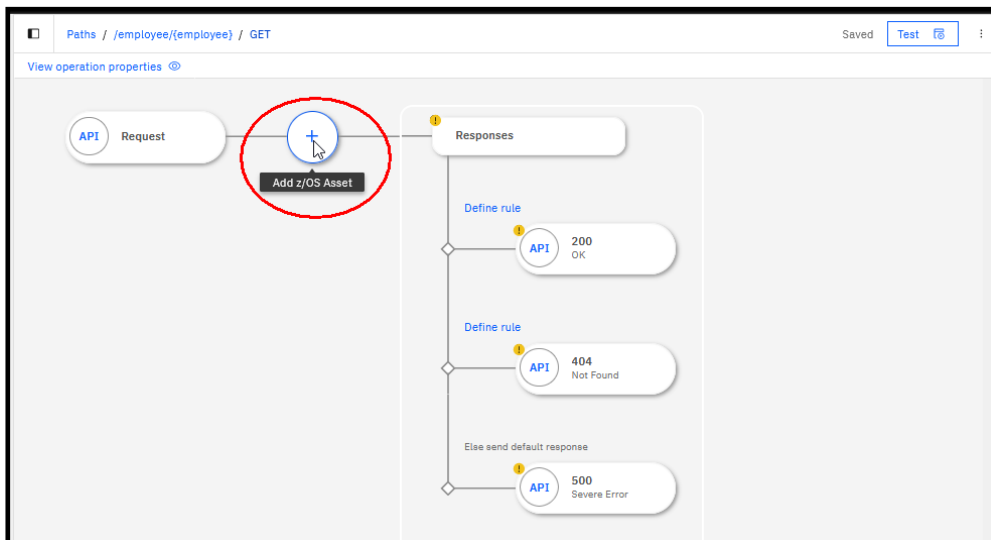 Paths / /employee/{employee} / GET
Saved
Test
View operation properties
API
Request
+
Add z/OS Asset
!
Responses
Define rule
!
API
200
OK
Define rule
!
API
404
Not Found
Else send default response
!
API
500
Severe Error